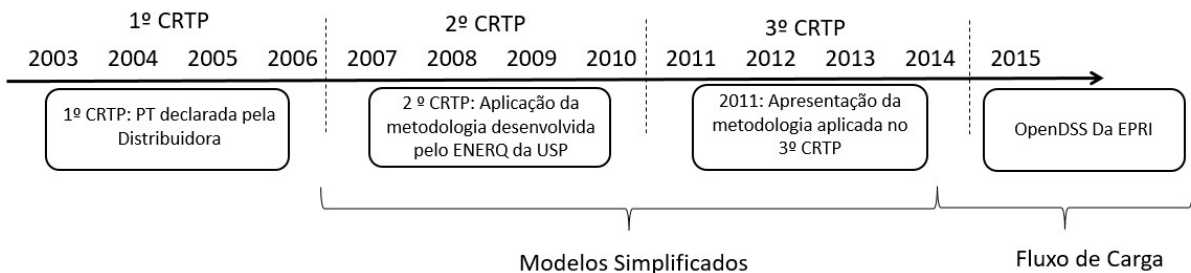 1º CRTP
2º CRTP
3º CRTP
2003 2004 2005 2006 2007 2008 2009 2010 2011 2012 2013 2014 2015
1º CRTP: PT declarada pela
Distribuidora
2 º CRTP: Aplicação da
metodologia desenvolvida
pelo ENERQ da USP
2011: Apresentação da
metodologia aplicada no
3º CRTP
OpenDSS Da EPRI
Modelos Simplificados
Fluxo de Carga